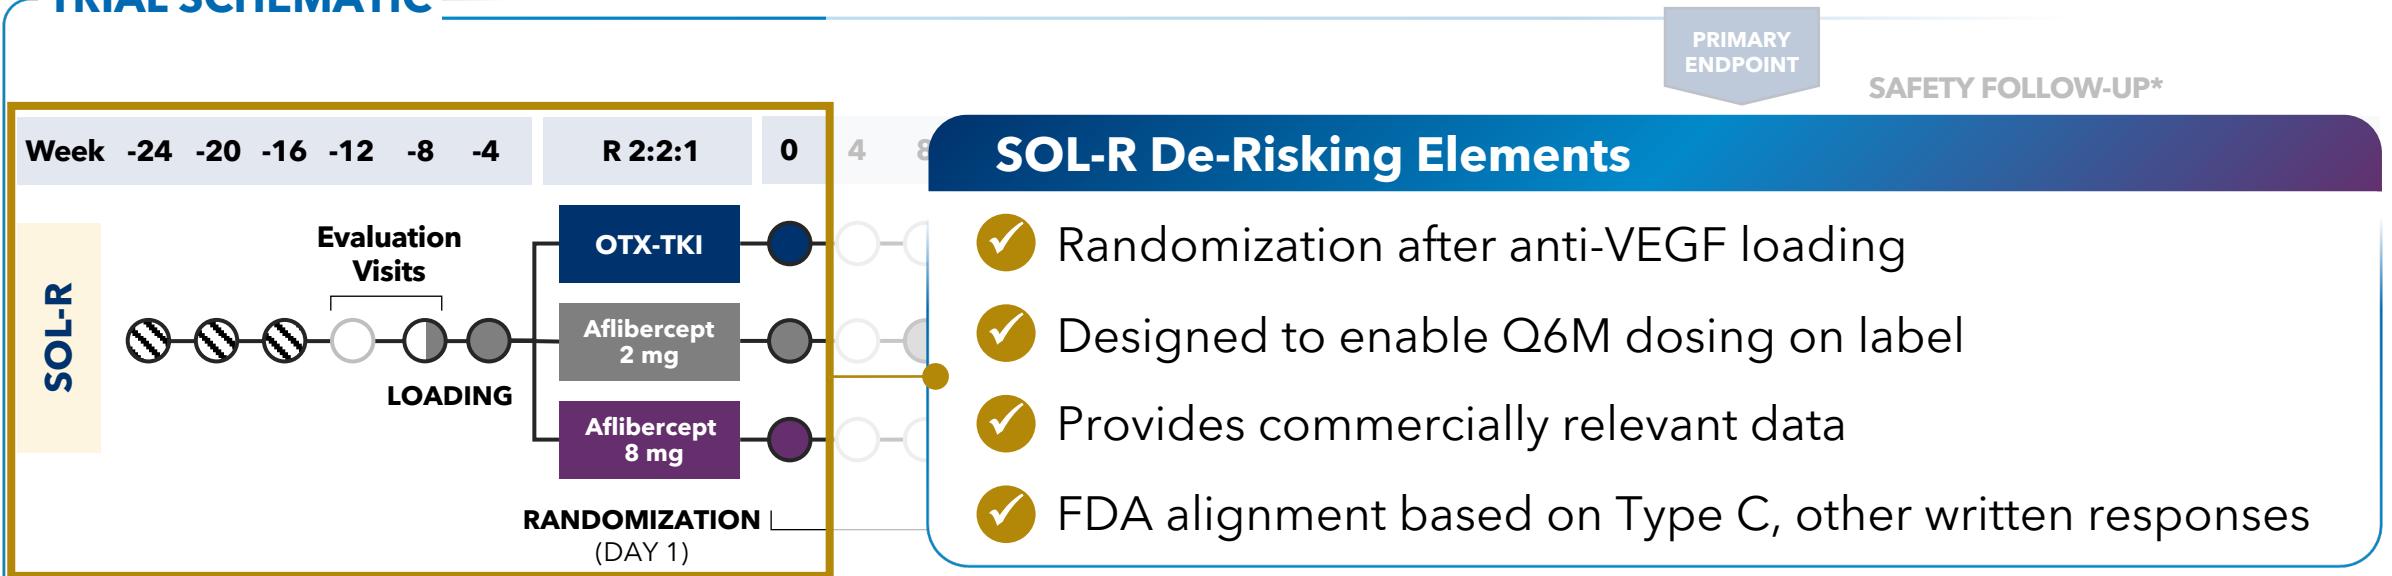 TRIAL SCHEMATIC
PRIMARY
ENDPOINT
SAFETY FOLLOW-UP*
Week -24 -20 -16 -12 -8 -4 R 2:2:1 0 4 8
SOL-R
Evaluation
Visits
LOADING
OTX-TKI
Aflibercept
2 mg
Aflibercept
8 mg
RANDOMIZATION
(DAY 1)
SOL-R De-Risking Elements
Randomization after anti-VEGF loading
Designed to enable Q6M dosing on label
Provides commercially relevant data
FDA alignment based on Type C, other written responses